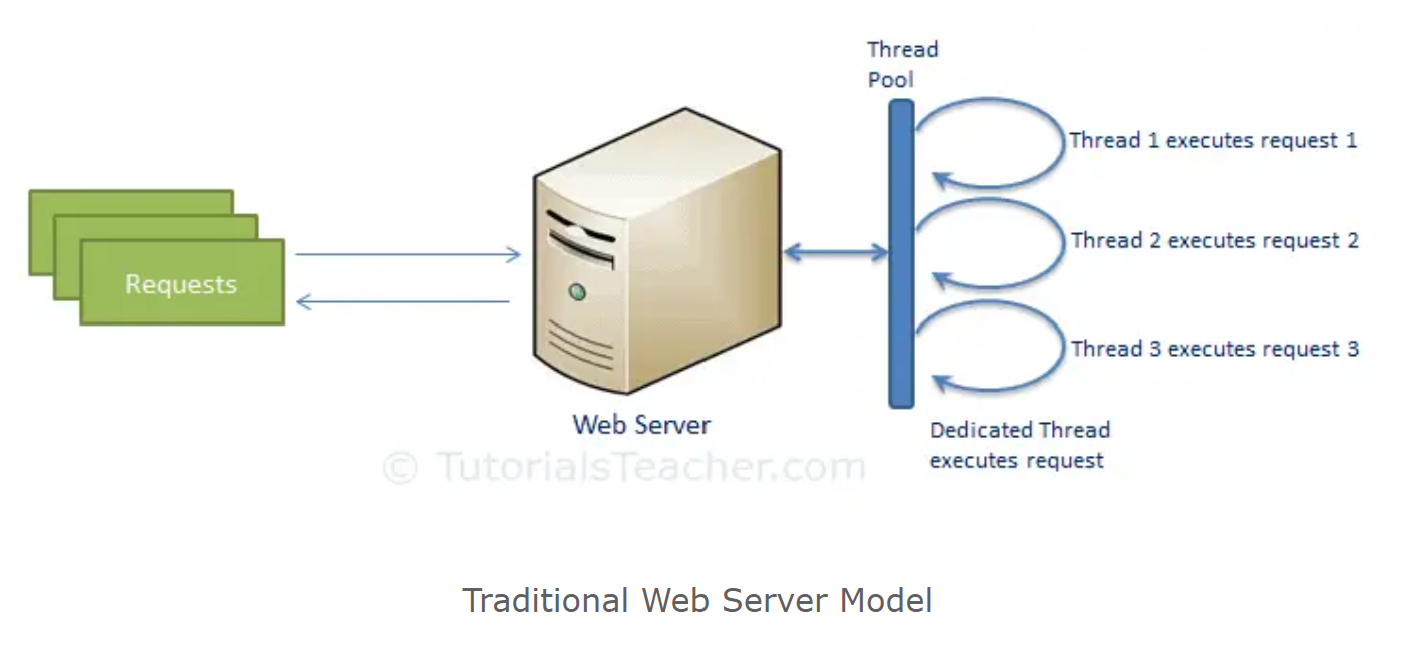 Thread
Pool
Thread 1 executes request 1
Thread 2 executes request 2
Requests
Thread 3 executes request 3
Web Server
Dedicated Thread
executes request
© TutorialsTeacher.com
Traditional Web Server Model